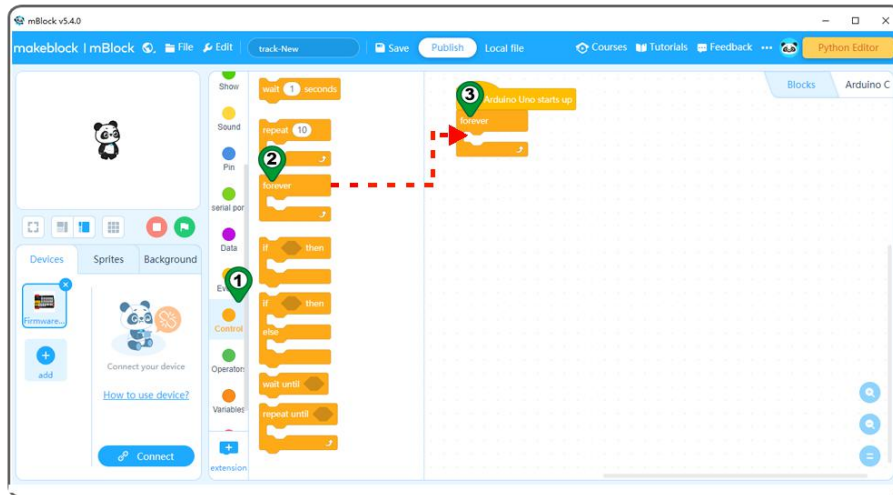 mBlock v5.4.0
makeblock | mBlock File Edit track-New Save Publish Local file Courses Tutorials Feedback ... Python Editor
Show
Sound
Pin
serial por
Data
Control
Operators
Variables
extension
wait 1 seconds
repeat 10
2
forever
if then
1
if then
else
wait until
repeat until
3
Arduino Uno starts up
forever
Blocks Arduino C
Devices Sprites Background
Firmware...
add
Connect your device
How to use device?
Connect